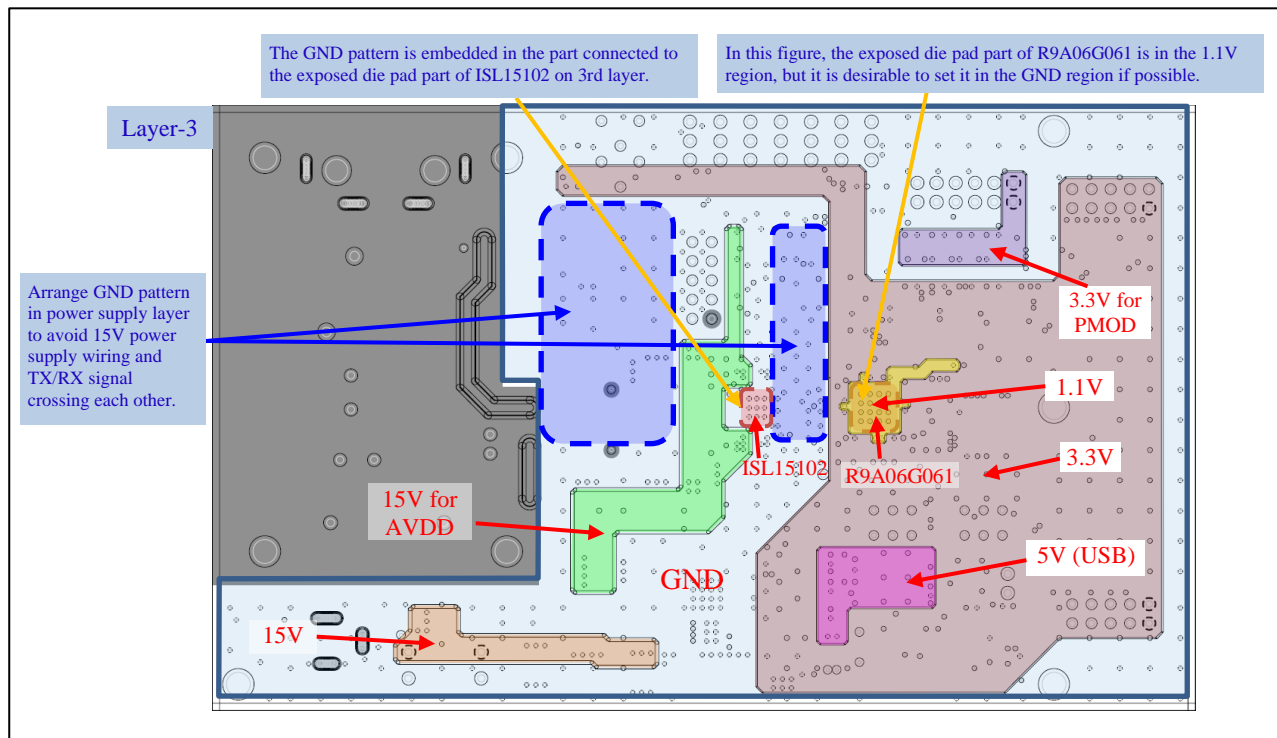 The GND pattern is embedded in the part connected to
the exposed die pad part of ISL15102 on 3rd layer.
In this figure, the exposed die pad part of R9A06G061 is in the 1.1V
region, but it is desirable to set it in the GND region if possible.
Layer-3
Arrange GND pattern
in power supply layer
to avoid 15V power
supply wiring and
TX/RX signal
crossing each other.
3.3V for
PMOD
1.1V
ISL15102
R9A06G061
3.3V
15V for
AVDD
GND
5V (USB)
15V